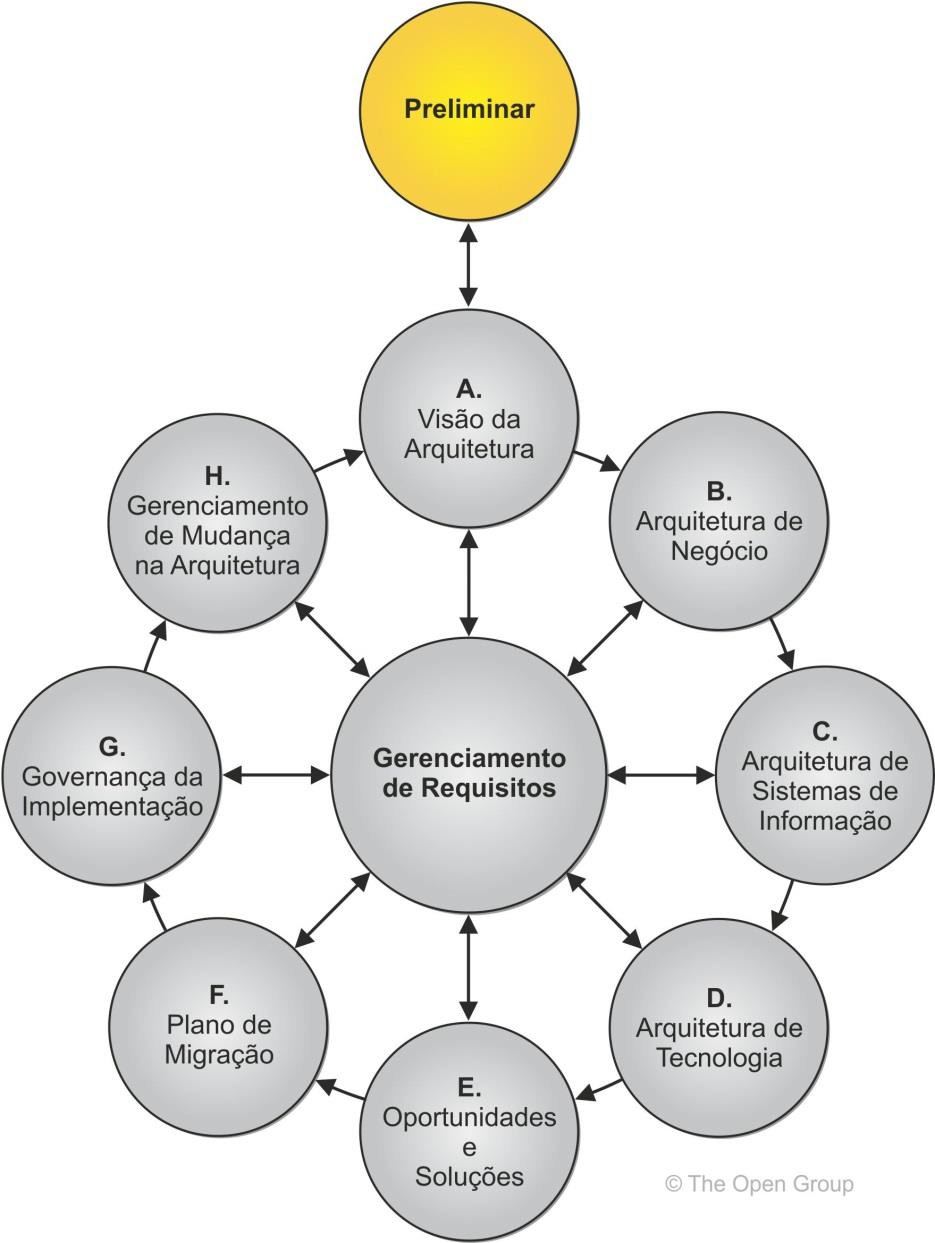 Preliminar
A.
Visão da
Arquitetura
B.
Arquitetura de
Negócio
C.
Arquitetura de
Sistemas de
Informação
D.
Arquitetura de
Tecnologia
E.
Oportunidades
e
Soluções
F.
Plano de
Migração
G.
Governança da
Implementação
H.
Gerenciamento
de Mudança
na Arquitetura
Gerenciamento
de Requisitos
© The Open Group